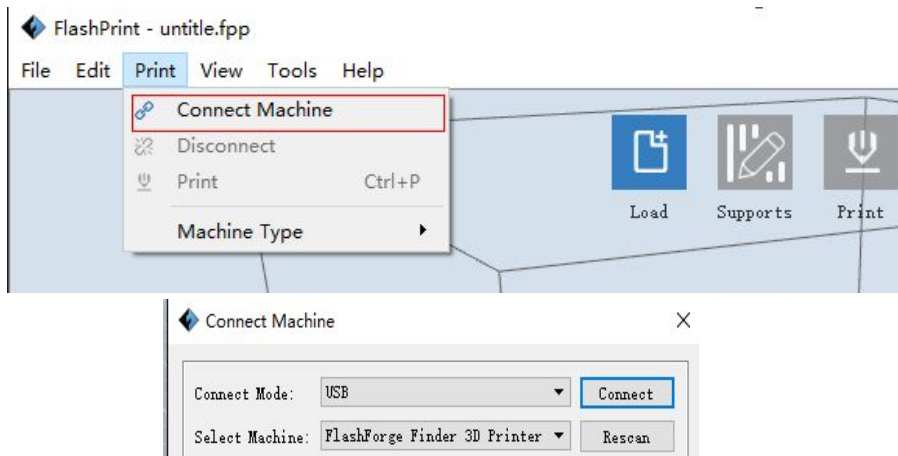 FlashPrint - untitle.fpp
File Edit Print View Tools Help
Connect Machine
Disconnect
Print Ctrl+P
Machine Type
Load Supports Print
Connect Machine
Connect Mode: USB Connect
Select Machine: FlashForge Finder 3D Printer Rescan